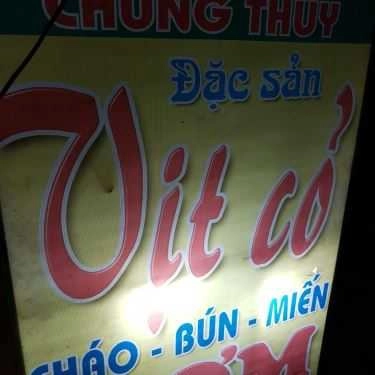 CHUNG THUỶ
Đặc sản
Vịt cỏ
CHÁO - BÚN - MIẾN